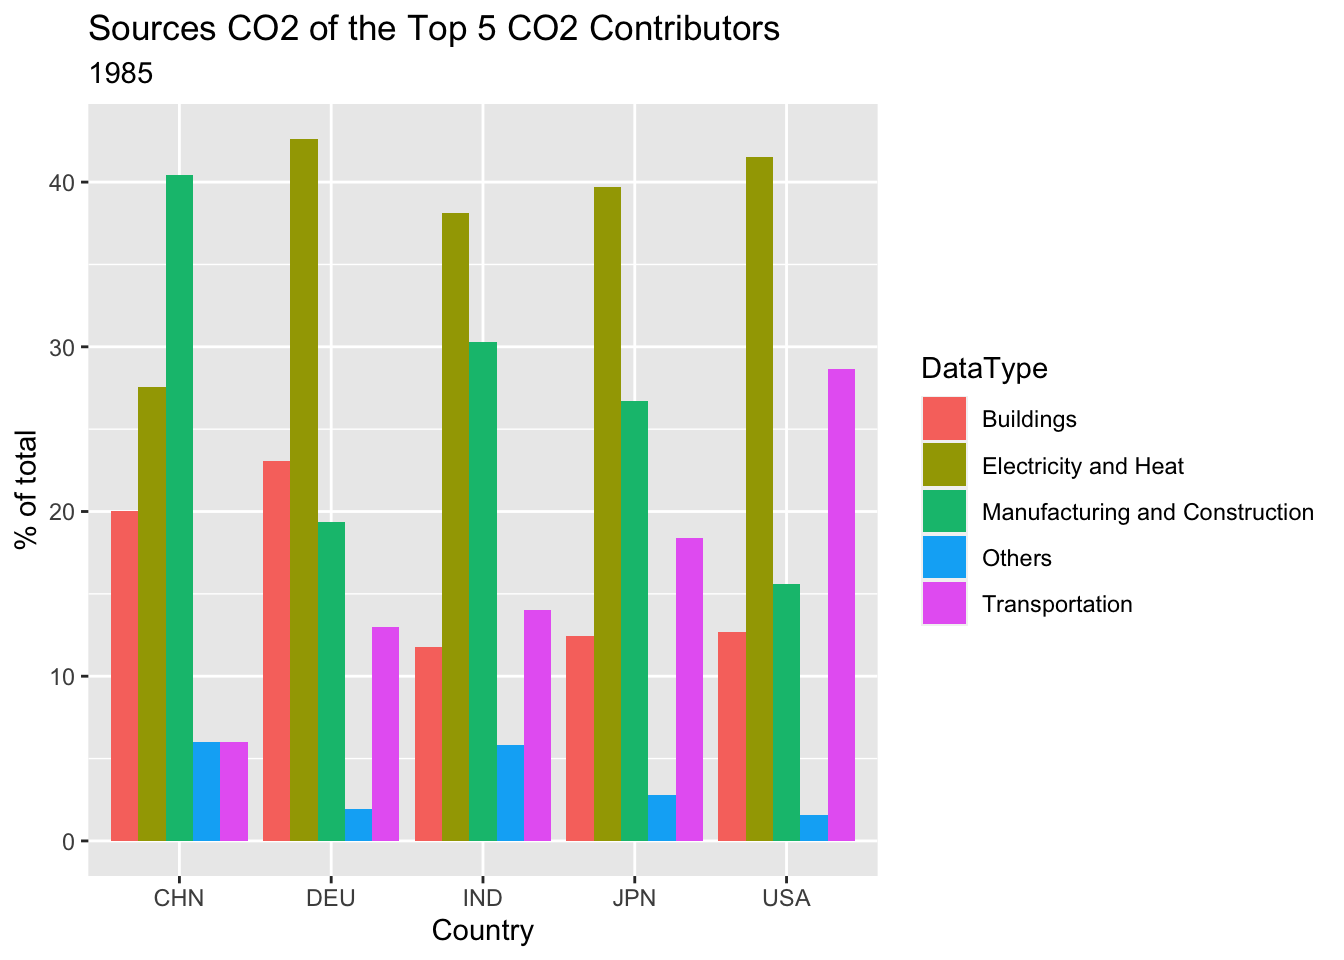 Sources CO2 of the Top 5 CO2 Contributors
1985
% of total
40
30
20
10
0
CHN DEU IND JPN USA
Country
DataType
Buildings
Electricity and Heat
Manufacturing and Construction
Others
Transportation